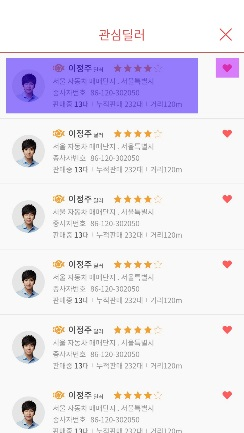 관심딜러
이정주 딜러
서울 자동차 매매단지 . 서울특별시
종사자번호 86-120-302050
판매중 13대 | 누적판매 232대 | 거리120m
이정주 딜러
서울 자동차 매매단지 . 서울특별시
종사자번호 86-120-302050
판매중 13대 | 누적판매 232대 | 거리120m
이정주 딜러
서울 자동차 매매단지 . 서울특별시
종사자번호 86-120-302050
판매중 13대 | 누적판매 232대 | 거리120m
이정주 딜러
서울 자동차 매매단지 . 서울특별시
종사자번호 86-120-302050
판매중 13대 | 누적판매 232대 | 거리120m
이정주 딜러
서울 자동차 매매단지 . 서울특별시
종사자번호 86-120-302050
판매중 13대 | 누적판매 232대 | 거리120m
이정주 딜러
서울 자동차 매매단지 . 서울특별시
종사자번호 86-120-302050
판매중 13대 | 누적판매 232대 | 거리120m